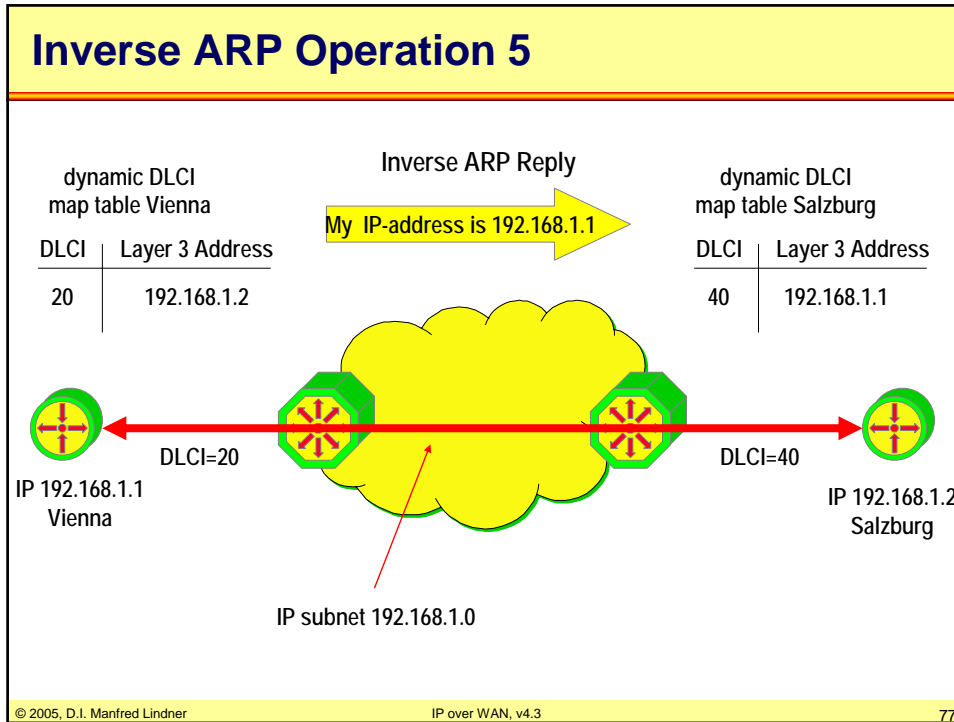 Inverse ARP Operation 5
dynamic DLCI
map table Vienna
DLCI Layer 3 Address
20 192.168.1.2
Inverse ARP Reply
My IP-address is 192.168.1.1
dynamic DLCI
map table Salzburg
DLCI Layer 3 Address
40 192.168.1.1
DLCI=20
DLCI=40
IP 192.168.1.1
Vienna
IP 192.168.1.2
Salzburg
IP subnet 192.168.1.0
© 2005, D.I. Manfred Lindner
IP over WAN, v4.3
77